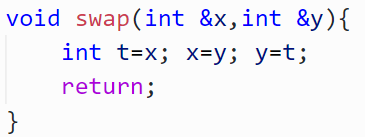 void swap(int &x,int &y){
    int t=x; x=y; y=t;
    return;
}